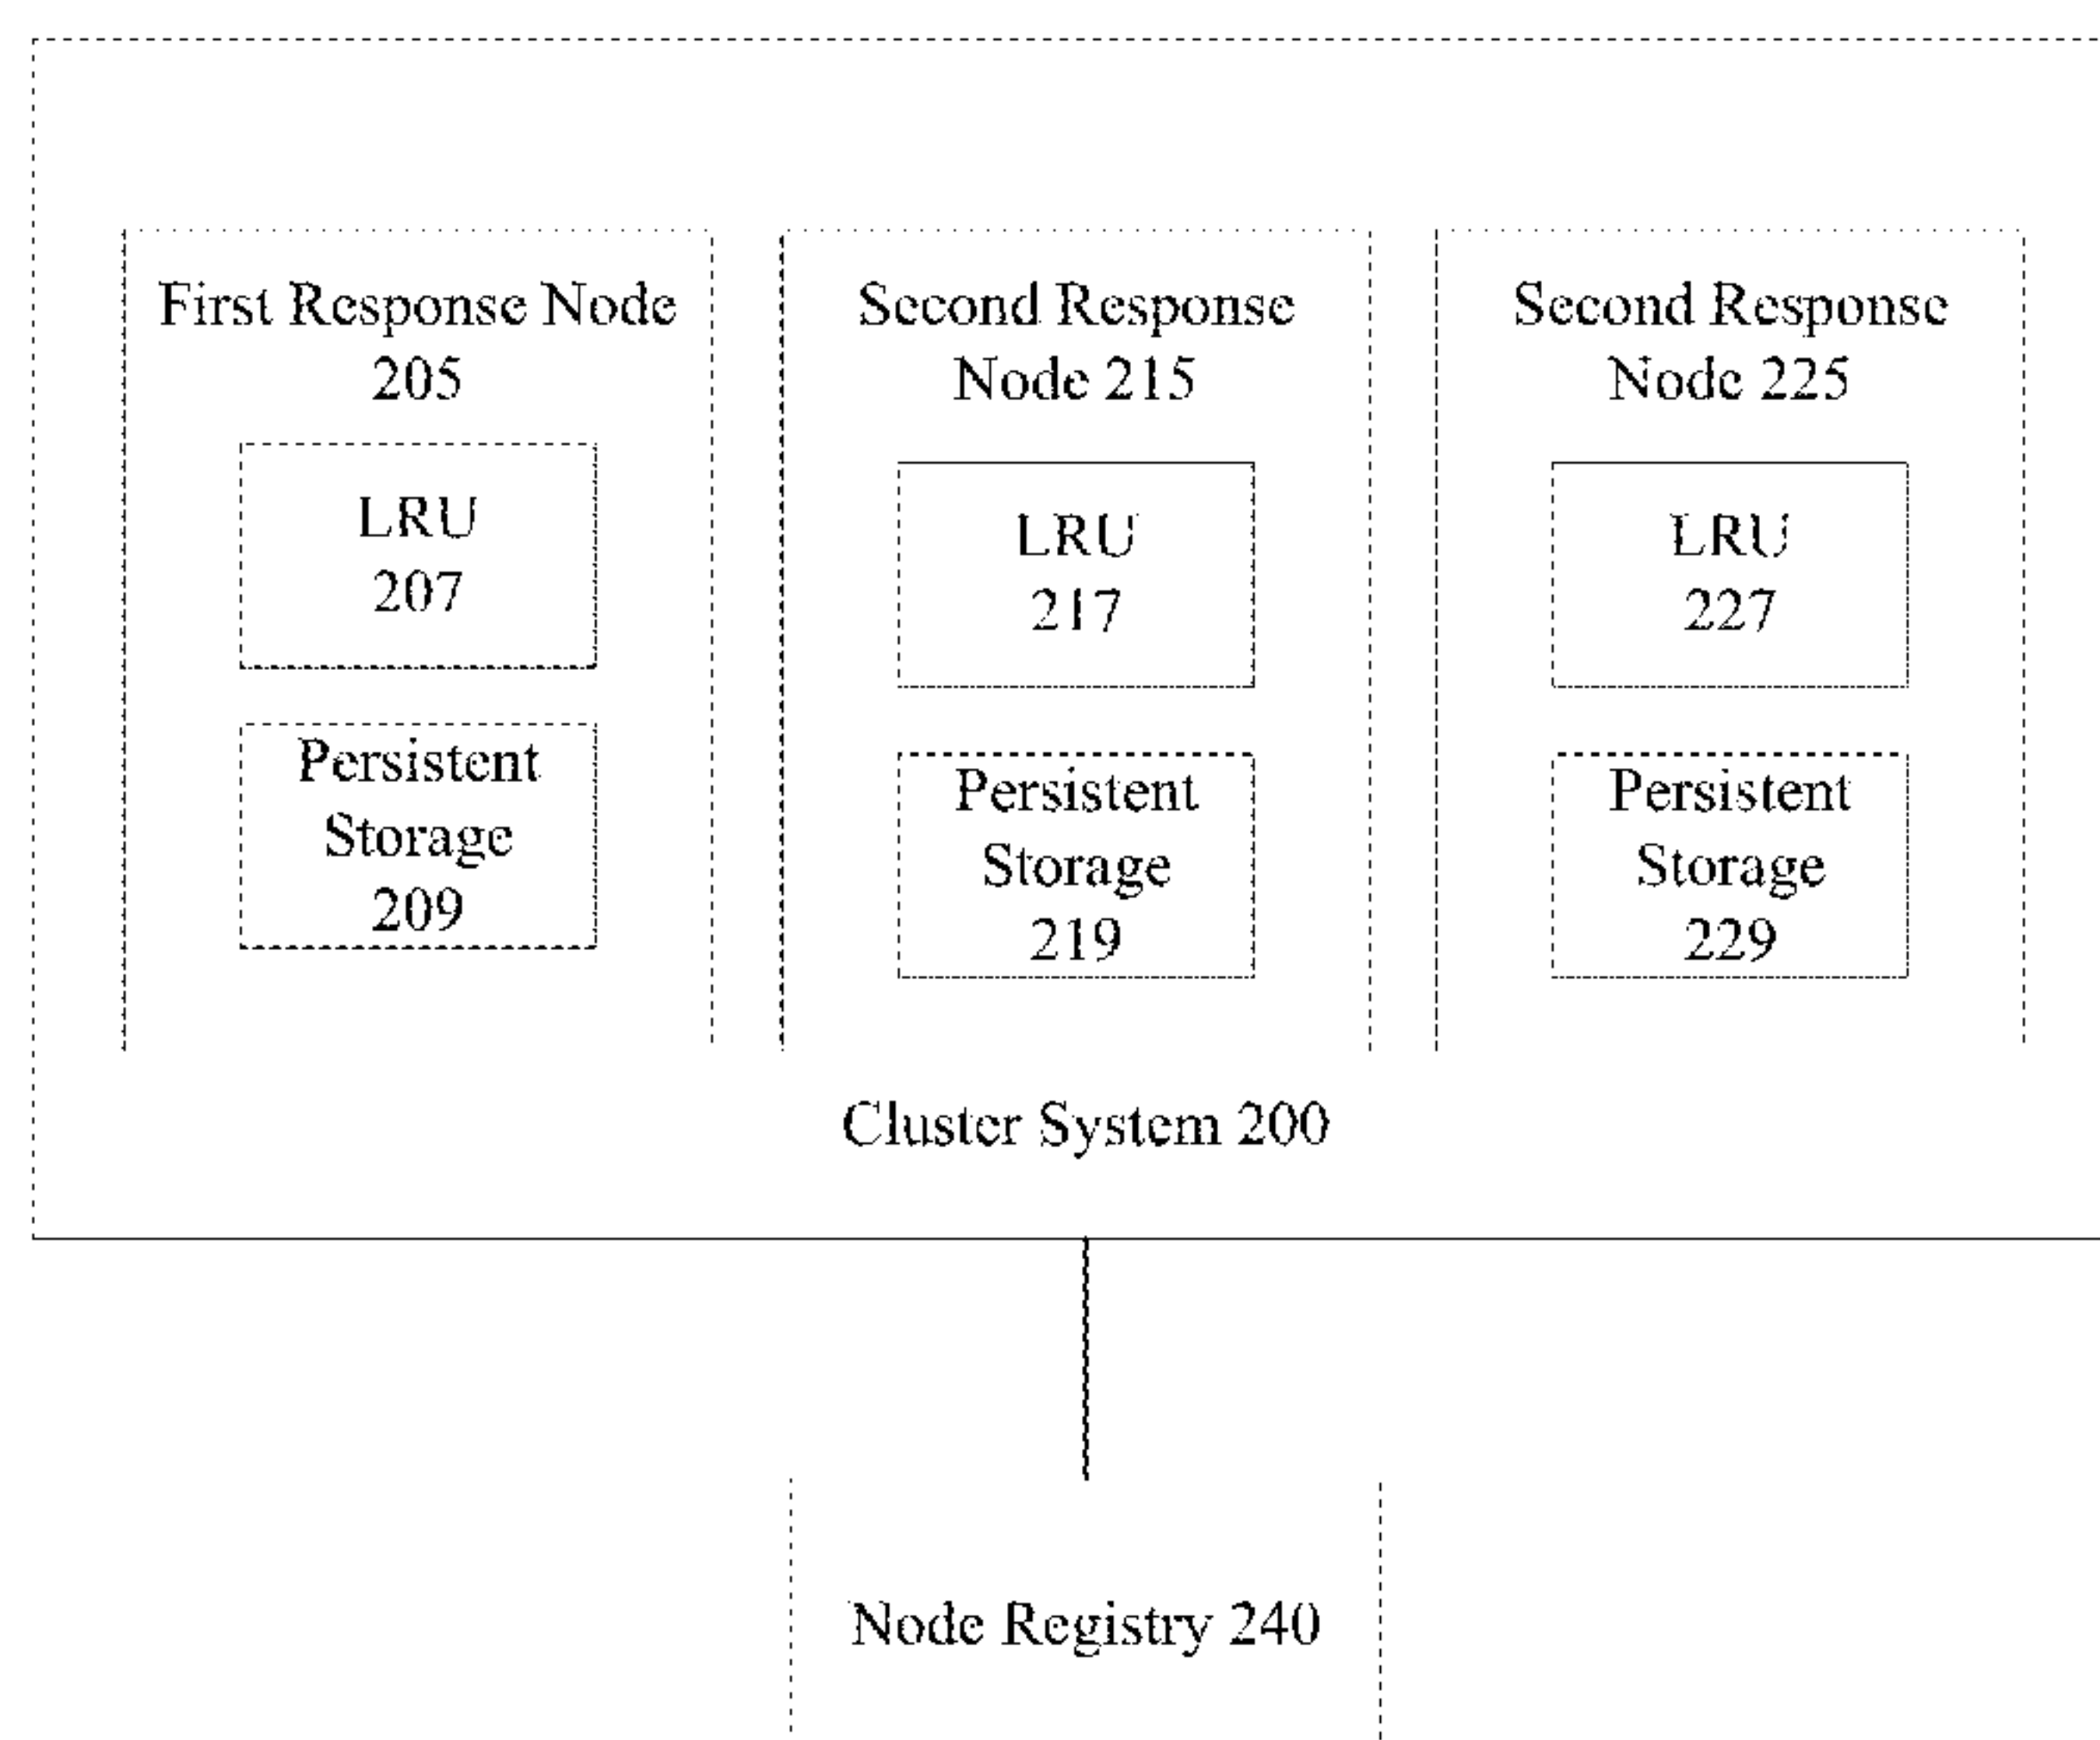 First Response Node
205
LRU
207
Persistent
Storage
209
Second Response
Node 215
LRU
217
Persistent
Storage
219
Second Response
Node 225
LRU
227
Persistent
Storage
229
Cluster System 200
Node Registry 240